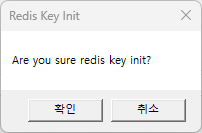 Redis Key Init
Are you sure redis key init?
확인 취소